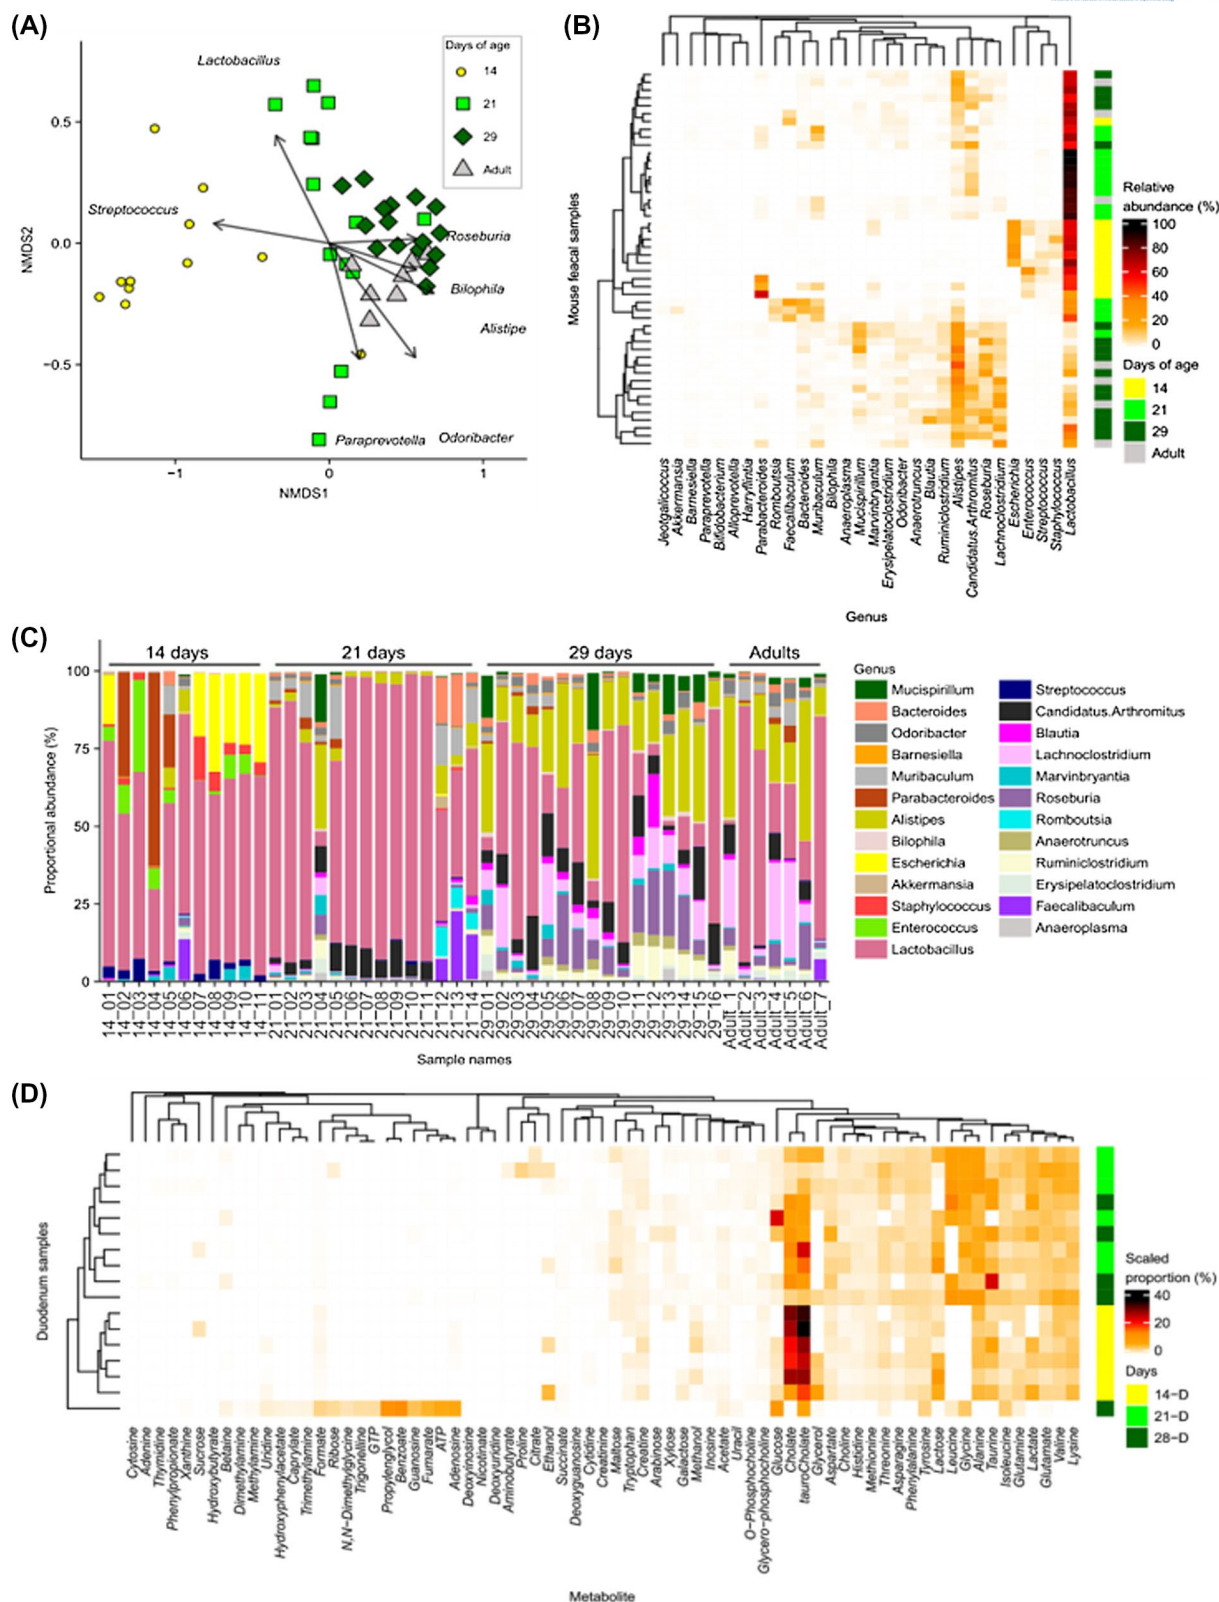 (A)
Days of age
14
21
29
Adult
Lactobacillus
Streptococcus
Roseburia
Bilophila
Alistipe
Paraprevotella
Odoribacter
0.5
0.0
−0.5
NMDS2
−1
0
1
NMDS1
(B)
Mouse feacal samples
Relative
abundance (%)
100
80
60
40
20
0
Days of age
14
21
29
Adult
Jeotgalicoccus
Akkermansia
Barnesiella
Paraprevotella
Bifidobacterium
Alloprevotella
Harryflintia
Parabacteroides
Romboutsia
Faecalibaculum
Bacteroides
Muribaculum
Bilophila
Anaeroplasma
Mucispirillum
Marvinbryantia
Erysipelatoclostridium
Odoribacter
Anaerotruncus
Blautia
Ruminiclostridium
Alistipes
Candidatus.Arthromitus
Roseburia
Lachnoclostridium
Escherichia
Enterococcus
Streptococcus
Staphylococcus
Lactobacillus
Genus
(C)
14 days
21 days
29 days
Adults
100
75
50
25
0
Proportional abundance (%)
14_01
14_02
14_03
14_04
14_05
14_06
14_07
14_08
14_09
14_10
14_11
21_01
21_02
21_03
21_04
21_05
21_06
21_07
21_08
21_09
21_10
21_11
21_12
21_13
21_14
29_01
29_02
29_03
29_04
29_05
29_06
29_07
29_08
29_09
29_10
29_11
29_12
29_13
29_14
29_15
29_16
Adult_1
Adult_2
Adult_3
Adult_4
Adult_5
Adult_6
Adult_7
Sample names
Genus
Mucispirillum
Bacteroides
Odoribacter
Barnesiella
Muribaculum
Parabacteroides
Alistipes
Bilophila
Escherichia
Akkermansia
Staphylococcus
Enterococcus
Lactobacillus
Streptococcus
Candidatus.Arthromitus
Blautia
Lachnoclostridium
Marvinbryantia
Roseburia
Romboutsia
Anaerotruncus
Ruminiclostridium
Erysipelatoclostridium
Faecalibaculum
Anaeroplasma
(D)
Duodenum samples
Scaled
proportion (%)
40
20
0
Days
14−D
21−D
28−D
Cytosine
Adenine
Thymidine
Phenylpropionate
Xanthine
Sucrose
Hydroxybutyrate
Betaine
Dimethylamine
Methylamine
Uridine
Hydroxyphenylacetate
Caprylate
Trimethylamine
Formate
Ribose
N,N−Dimethylglycine
Trigonelline
GTP
Propylenglycol
Benzoate
Guanosine
Fumarate
ATP
Adenosine
Deoxyinosine
Nicotinate
Deoxyuridine
Aminobutyrate
Proline
Citrate
Ethanol
Succinate
Deoxyguanosine
Cytidine
Creatinine
Maltose
Tryptophan
Creatine
Arabinose
Xylose
Galactose
Methanol
Inosine
Acetate
Uracil
O−Phosphocholine
Glycero−phosphocholine
Glucose
Cholate
tauroCholate
Glycerol
Aspartate
Choline
Histidine
Methionine
Threonine
Asparagine
Phenylalanine
Tyrosine
Lactose
Leucine
Glycine
Alanine
Taurine
Isoleucine
Glutamine
Lactate
Glutamate
Valine
Lysine
Metabolite